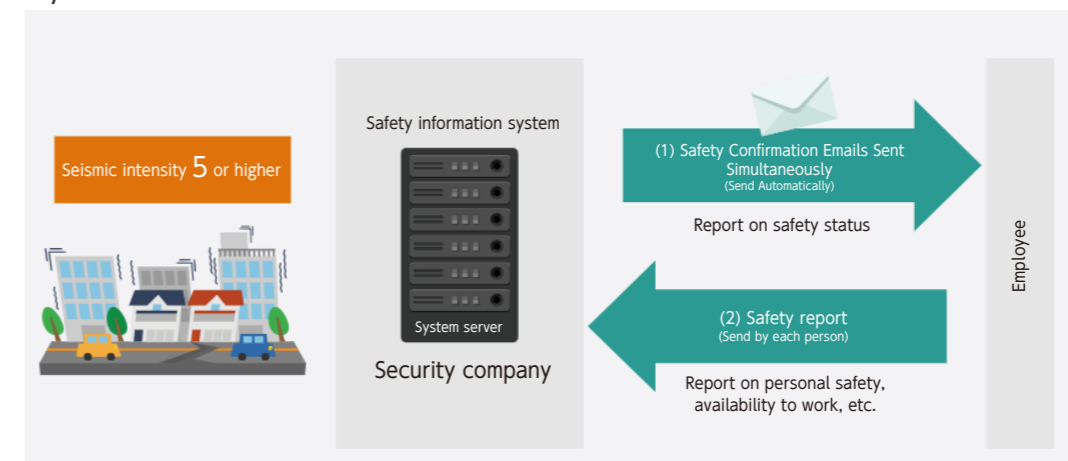 Seismic intensity 5 or higher
Safety information system
System server
Security company
(1) Safety Confirmation Emails Sent
Simultaneously
(Send Automatically)
Report on safety status
(2) Safety report
(Send by each person)
Report on personal safety,
availability to work, etc.
Employee